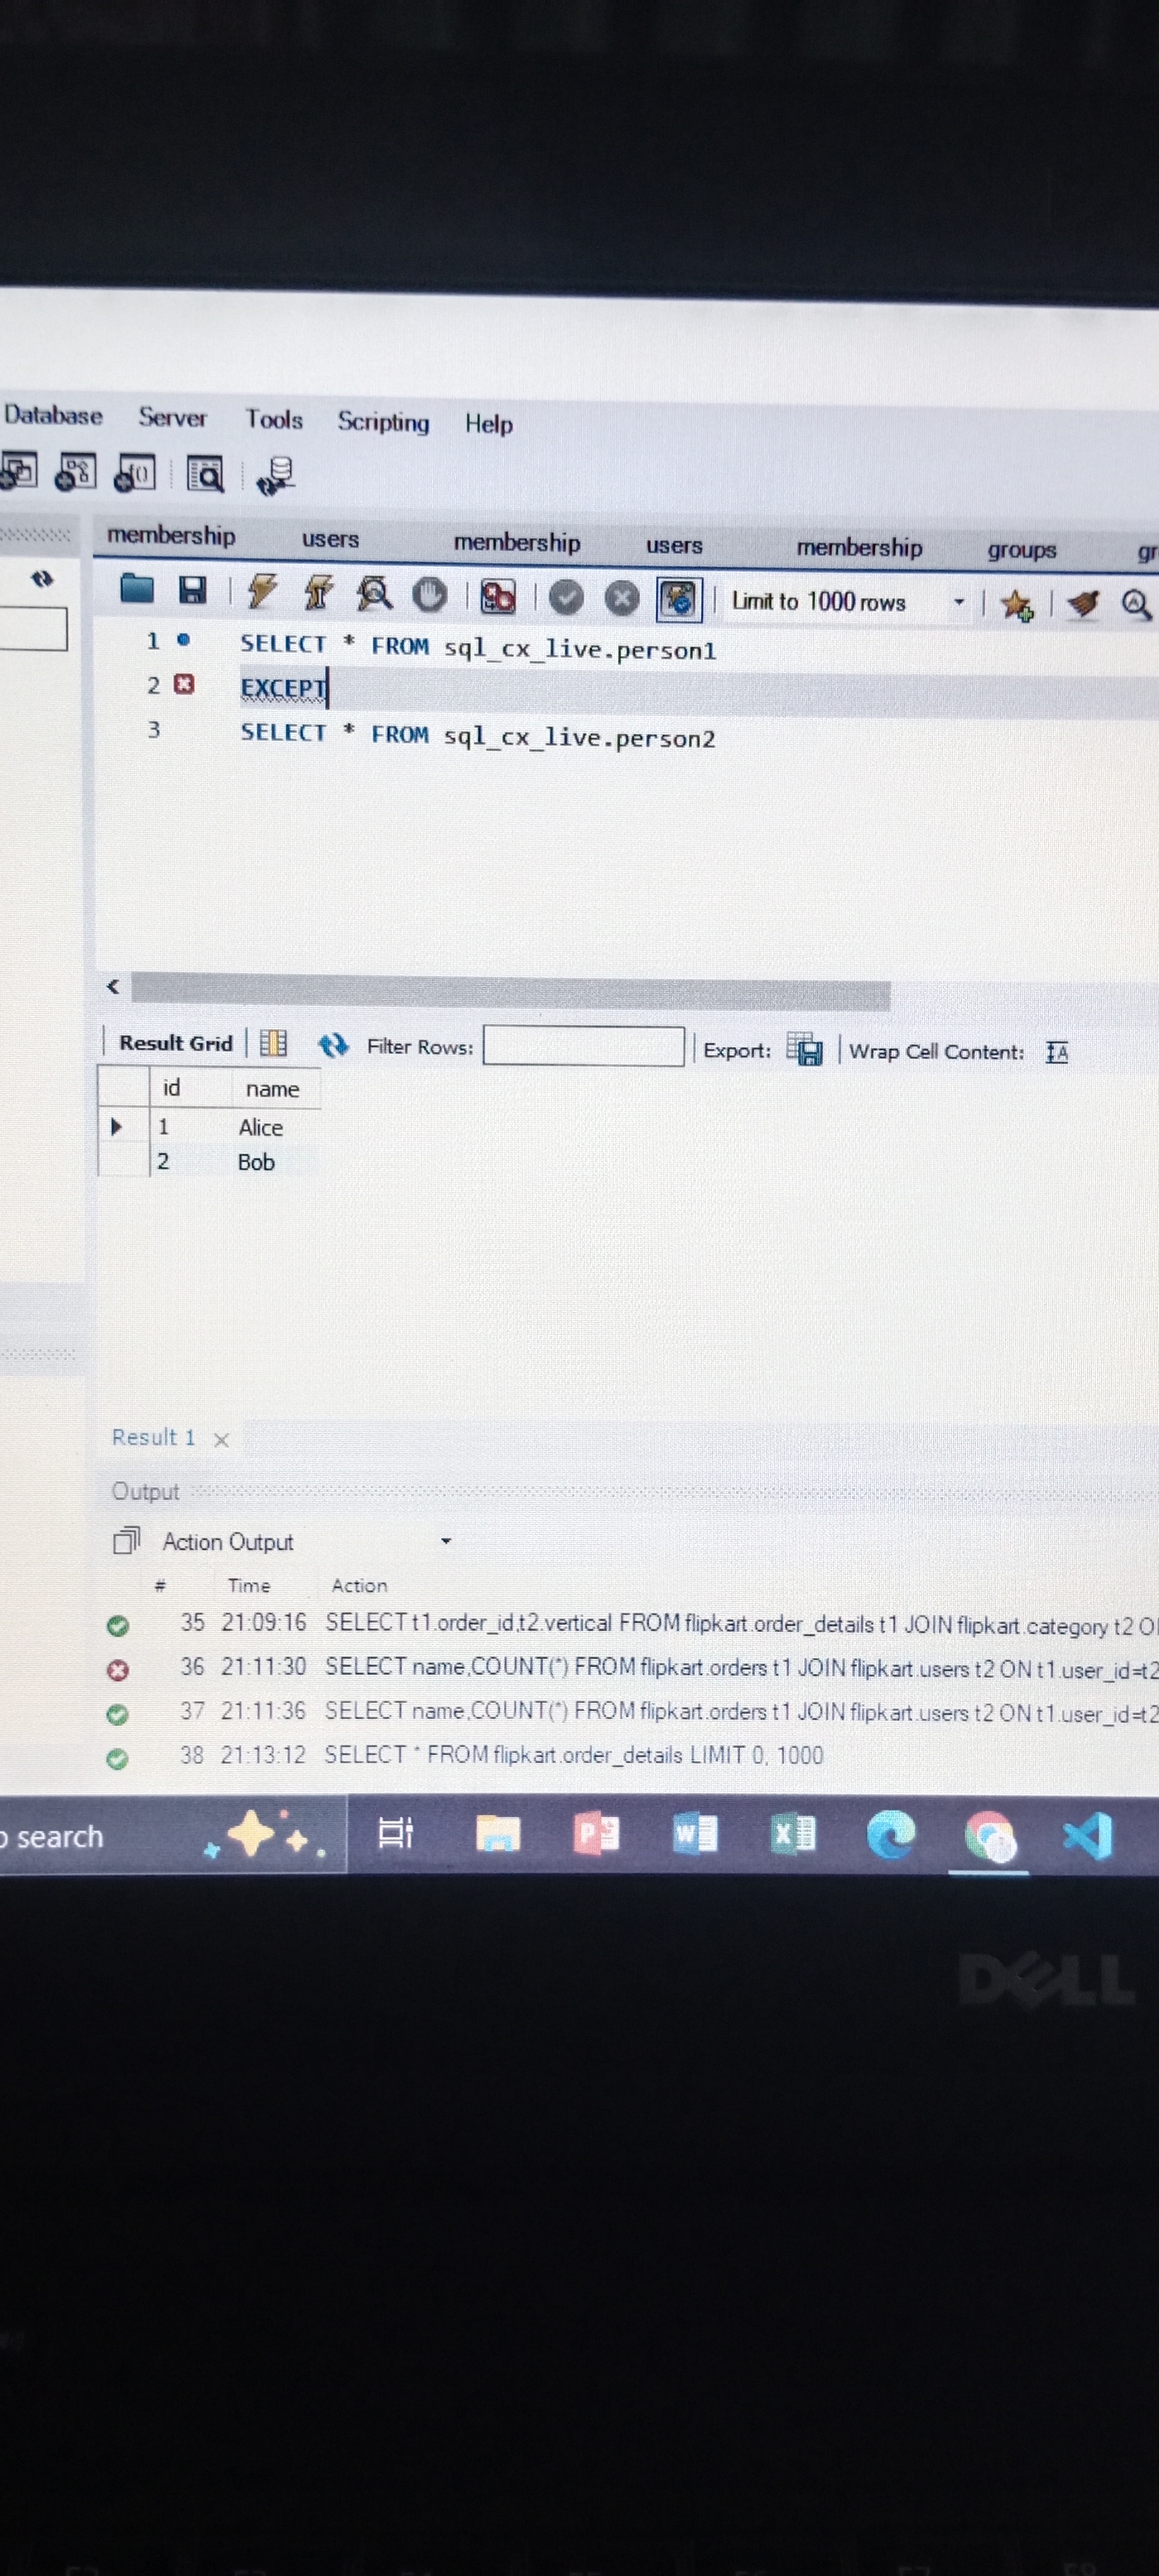 Database Server Tools Scripting Help
membership users membership users membership groups gr
Limit to 1000 rows
1 SELECT * FROM sql_cx_live.person1
2 EXCEPT
3 SELECT * FROM sql_cx_live.person2
Result Grid Filter Rows: Export: Wrap Cell Content:
id name
1 Alice
2 Bob
Result 1
Output
Action Output
# Time Action
35 21:09:16 SELECT t1.order_id,t2.vertical FROM flipkart.order_details t1 JOIN flipkart.category t2 O
36 21:11:30 SELECT name,COUNT(*) FROM flipkart.orders t1 JOIN flipkart.users t2 ON t1.user_id=t2
37 21:11:36 SELECT name,COUNT(*) FROM flipkart.orders t1 JOIN flipkart.users t2 ON t1.user_id=t2
38 21:13:12 SELECT * FROM flipkart.order_details LIMIT 0, 1000
o search
DELL